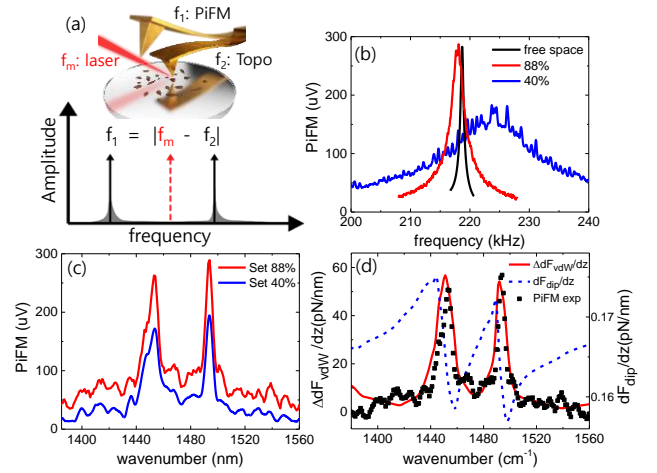 (a)
f1: PiFM
fm: laser
f2: Topo
Amplitude
f1 = |fm - f2|
frequency
(b)
free space
88%
40%
PiFM (uV)
300
200
100
0
200 210 220 230 240
frequency (kHz)
(c)
Set 88%
Set 40%
PiFM (uV)
300
200
100
0
1400 1440 1480 1520 1560
wavenumber (nm)
(d)
ΔdFvdW/dz
dFdip/dz
PiFM exp
ΔdFvdW/dz(pN/nm)
60
40
20
0
dFdip/dz(pN/nm)
0.17
0.16
1400 1440 1480 1520 1560
wavenumber (cm-1)